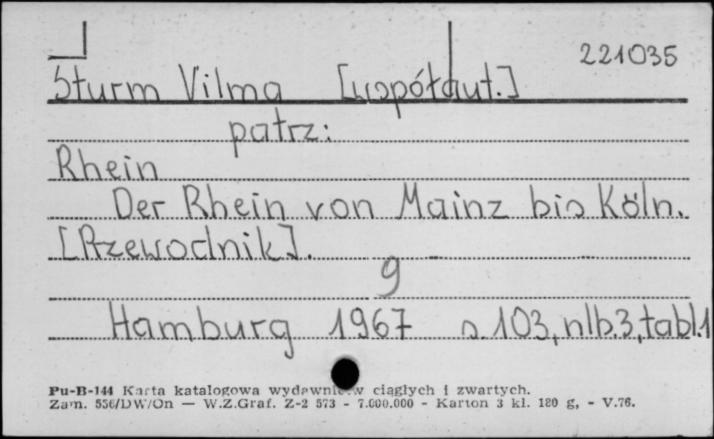 221035
Sturm Vilma [współaut.]
patrz:
Rhein
Der Rhein von Mainz bis Köln.
[Przewodnik].
9
Hamburg 1967 s.103,nlb.3,tabl.1
Pu-B-144 Karta katalogowa wydawnictw ciągłych i zwartych.
Zam. 556/DW/On — W.Z.Graf. Z-2 573 - 7.000.000 - Karton 3 kl. 180 g, - V.76.